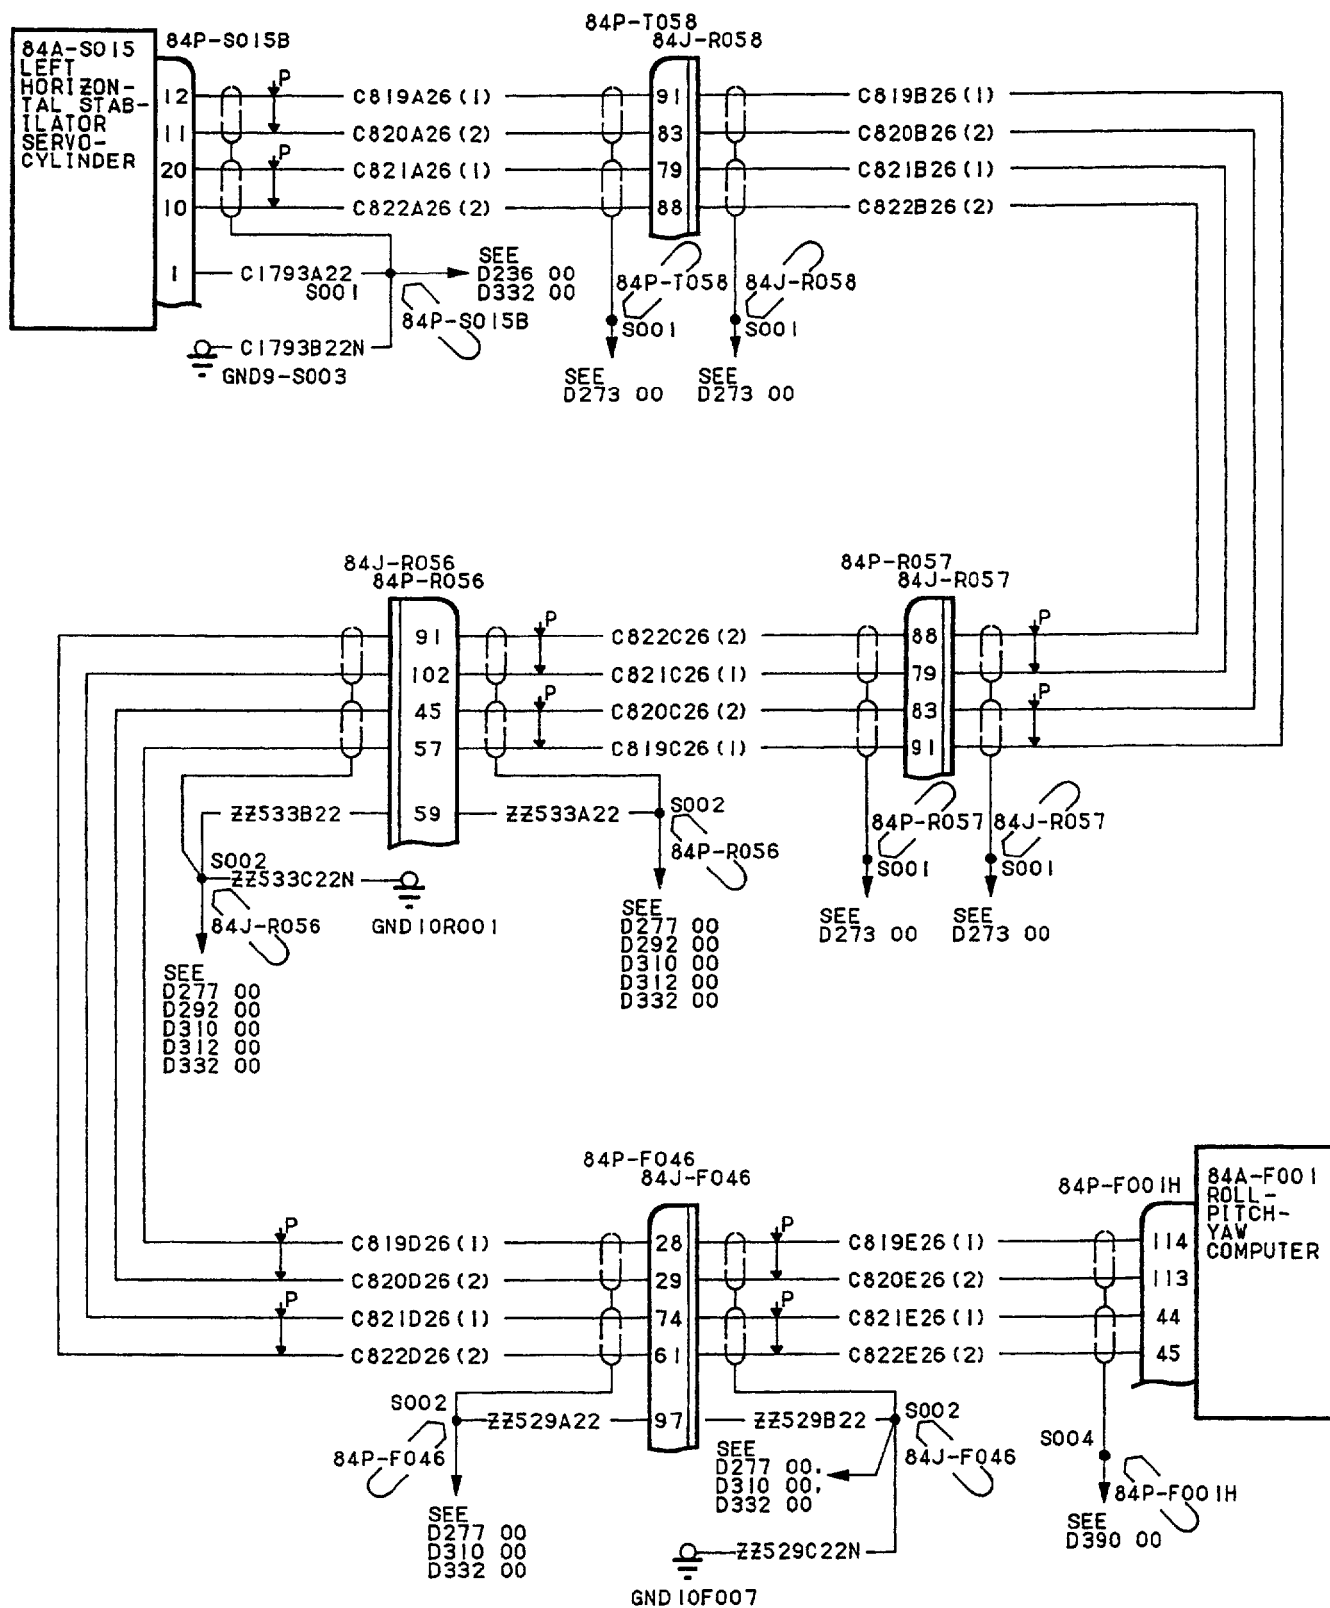 84P-T058
84J-R058
84P-S015B
84A-S015
LEFT
HORIZON-
TAL STAB-
ILATOR
SERVO-
CYLINDER
12 P C819A26(1) 91 C819B26(1)
11 C820A26(2) 83 C820B26(2)
20 P C821A26(1) 79 C821B26(1)
10 C822A26(2) 88 C822B26(2)
1 C1793A22
S001
SEE
D236 00
D332 00
84P-S015B
C1793B22N
GND9-S003
84P-T058 84J-R058
S001 S001
SEE SEE
D273 00 D273 00
84J-R056
84P-R056
84P-R057
84J-R057
91 P C822C26(2) 88 P
102 C821C26(1) 79
45 P C820C26(2) 83 P
57 C819C26(1) 91
ZZ533B22 59 ZZ533A22 S002
84P-R056
84P-R057 84J-R057
S001 S001
S002
ZZ533C22N
84J-R056
GND10R001
SEE
D277 00
D292 00
D310 00
D312 00
D332 00
SEE SEE
D273 00 D273 00
SEE
D277 00
D292 00
D310 00
D312 00
D332 00
84P-F046
84J-F046
84P-F001H
84A-F001
ROLL-
PITCH-
YAW
COMPUTER
P C819D26(1) 28 P C819E26(1) 114
C820D26(2) 29 C820E26(2) 113
P C821D26(1) 74 P C821E26(1) 44
C822D26(2) 61 C822E26(2) 45
S002 ZZ529A22 97 ZZ529B22 S002
84P-F046
84J-F046
SEE
D277 00,
D310 00,
D332 00
S004
84P-F001H
SEE
D390 00
SEE
D277 00
D310 00
D332 00
ZZ529C22N
GND10F007